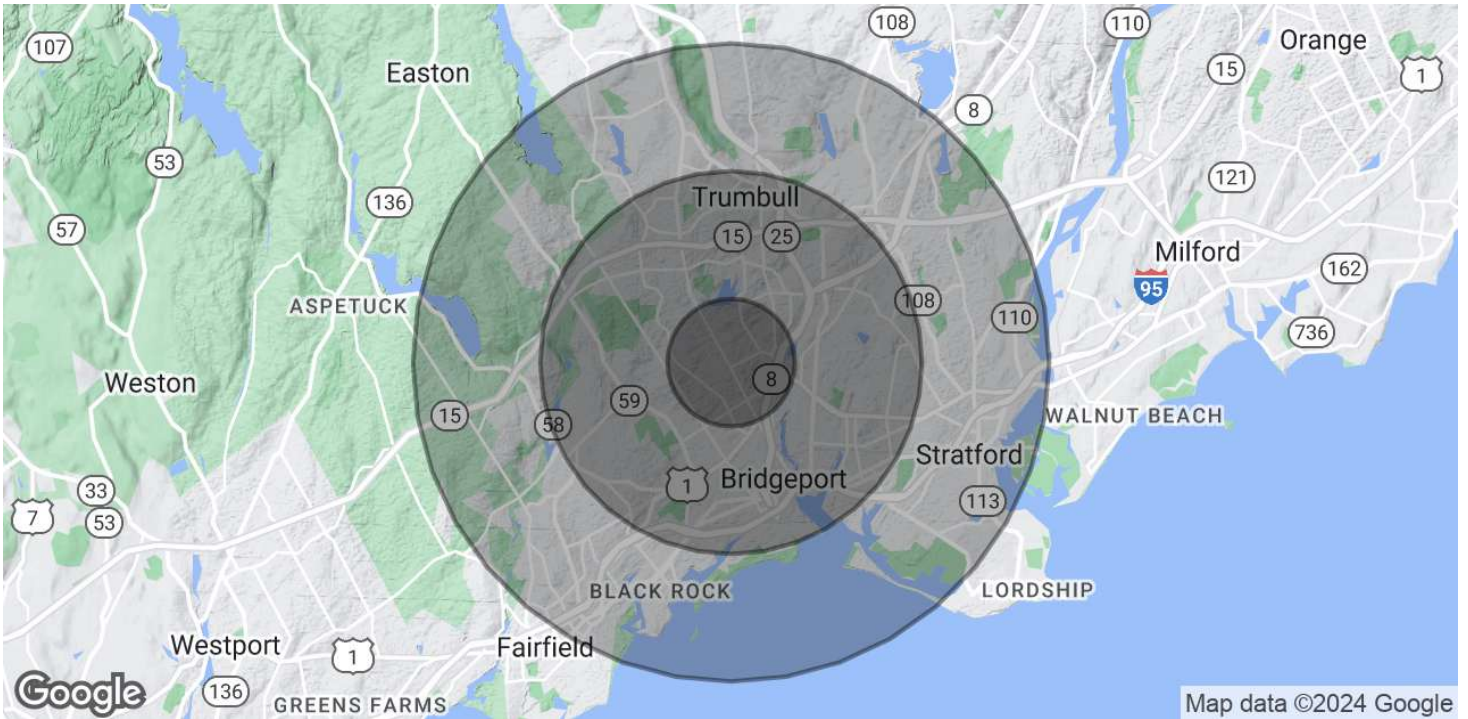 107
108
110
Orange
Easton
15
1
8
53
136
121
Trumbull
57
15
25
Milford
162
ASPETUCK
95
108
110
736
Weston
8
59
WALNUT BEACH
15
58
Stratford
1
Bridgeport
33
113
7
53
BLACK ROCK
LORDSHIP
Westport
1
Fairfield
136
GREENS FARMS
Google
Map data ©2024 Google